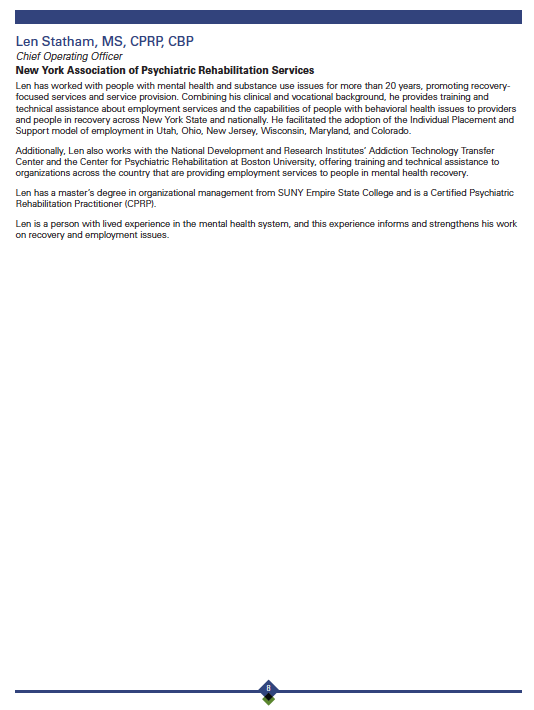 Len Statham, MS, CPRP, CBP
Chief Operating Officer
New York Association of Psychiatric Rehabilitation Services
Len has worked with people with mental health and substance use issues for more than 20 years, promoting recovery-
focused services and service provision. Combining his clinical and vocational background, he provides training and
technical assistance about employment services and the capabilities of people with behavioral health issues to providers
and people in recovery across New York State and nationally. He facilitated the adoption of the Individual Placement and
Support model of employment in Utah, Ohio, New Jersey, Wisconsin, Maryland, and Colorado.
Additionally, Len also works with the National Development and Research Institutes' Addiction Technology Transfer
Center and the Center for Psychiatric Rehabilitation at Boston University, offering training and technical assistance to
organizations across the country that are providing employment services to people in mental health recovery.
Len has a master's degree in organizational management from SUNY Empire State College and is a Certified Psychiatric
Rehabilitation Practitioner (CPRP).
Len is a person with lived experience in the mental health system, and this experience informs and strengthens his work
on recovery and employment issues.